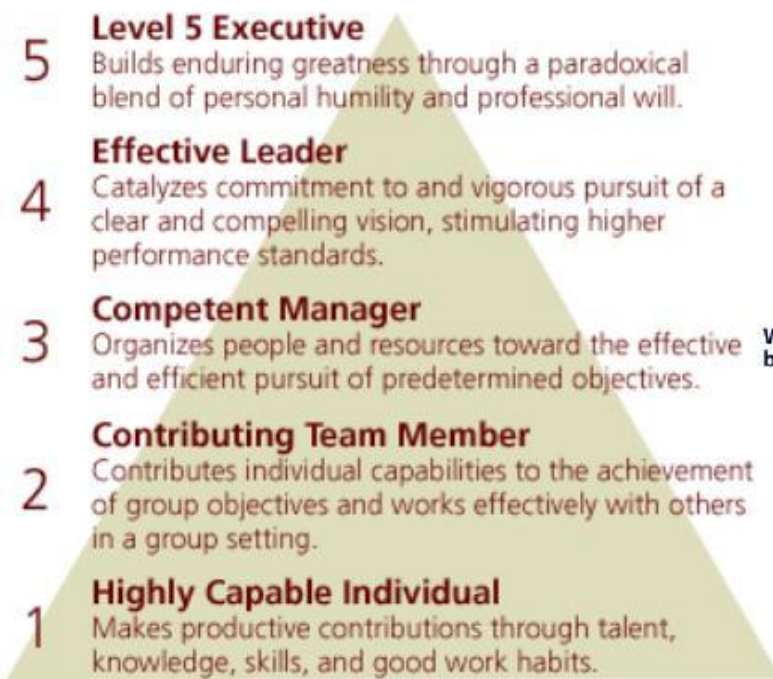 5
Level 5 Executive
Builds enduring greatness through a paradoxical
blend of personal humility and professional will.
4
Effective Leader
Catalyzes commitment to and vigorous pursuit of a
clear and compelling vision, stimulating higher
performance standards.
3
Competent Manager
Organizes people and resources toward the effective
and efficient pursuit of predetermined objectives.
2
Contributing Team Member
Contributes individual capabilities to the achievement
of group objectives and works effectively with others
in a group setting.
1
Highly Capable Individual
Makes productive contributions through talent,
knowledge, skills, and good work habits.